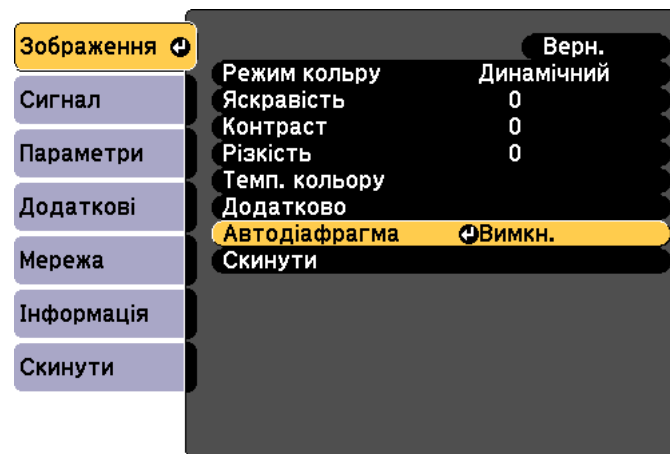 Зображення
Сигнал
Параметри
Додаткові
Мережа
Інформація
Скинути
Верн.
Режим кольру Динамічний
Яскравість 0
Контраст 0
Різкість 0
Темп. кольору
Додатково
Автодіафрагма Вимкн.
Скинути